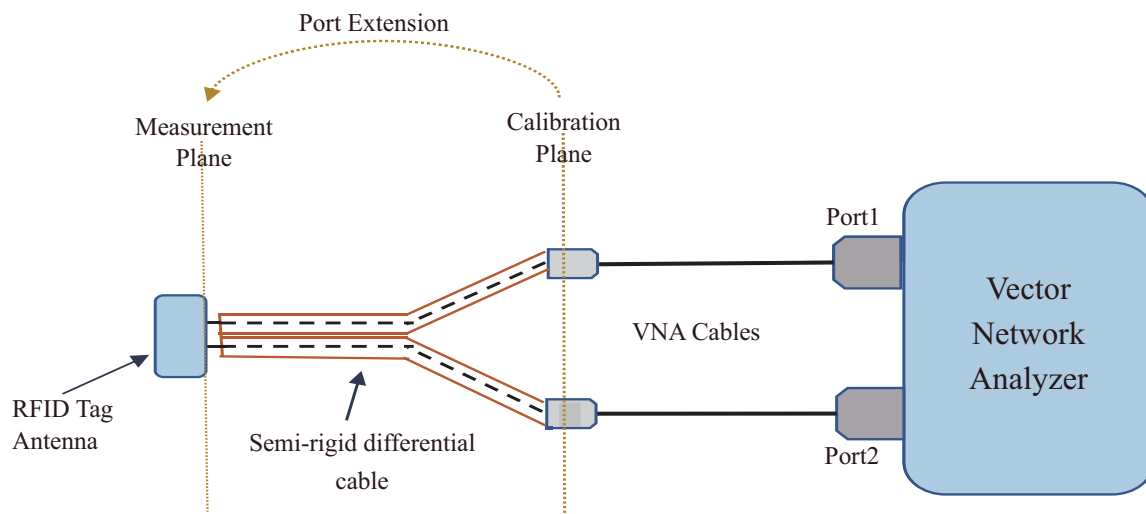 Port Extension
Measurement
Plane
Calibration
Plane
Port1
Vector
Network
Analyzer
VNA Cables
RFID Tag
Antenna
Semi-rigid differential
cable
Port2